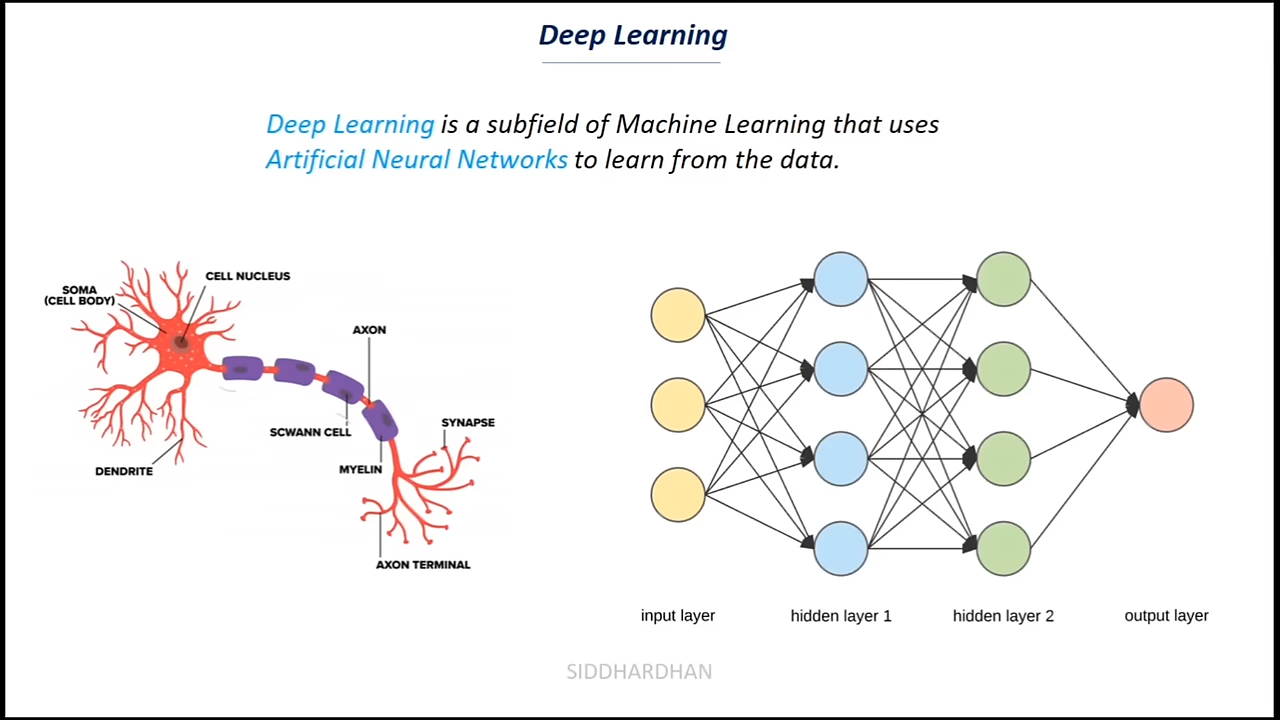 Deep Learning
Deep Learning is a subfield of Machine Learning that uses
Artificial Neural Networks to learn from the data.
CELL NUCLEUS
SOMA
(CELL BODY)
AXON
SCWANN CELL
SYNAPSE
MYELIN
DENDRITE
AXON TERMINAL
input layer
hidden layer 1
hidden layer 2
output layer
SIDDHARDHAN